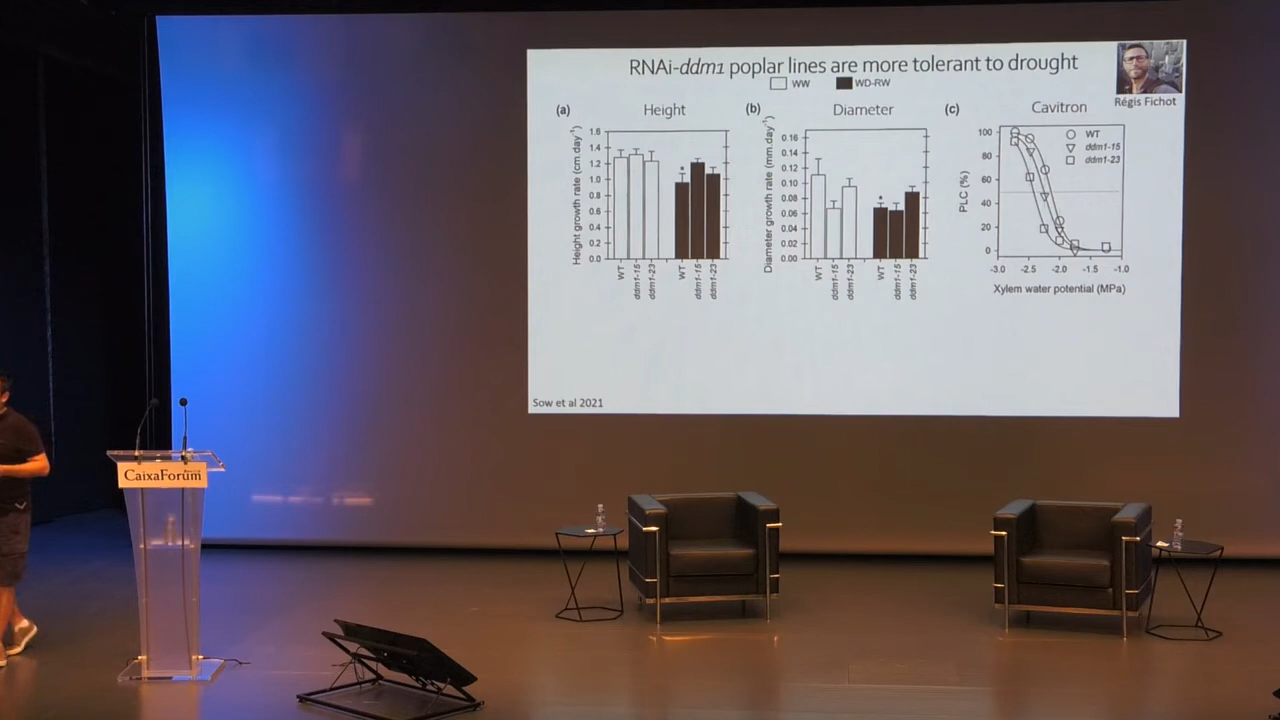 RNAi-ddm1 poplar lines are more tolerant to drought
WW WD-RW
Régis Fichot
(a) Height
Height growth rate (cm.day⁻¹)
1.6
1.4
1.2
1.0
0.8
0.6
0.4
0.2
0.0
WT
ddm1-15
ddm1-23
WT
ddm1-15
ddm1-23
(b) Diameter
Diameter growth rate (mm.day⁻¹)
0.16
0.14
0.12
0.10
0.08
0.06
0.04
0.02
0.00
WT
ddm1-15
ddm1-23
WT
ddm1-15
ddm1-23
(c) Cavitron
PLC (%)
100
80
60
40
20
0
WT
ddm1-15
ddm1-23
-3.0 -2.5 -2.0 -1.5 -1.0
Xylem water potential (MPa)
Sow et al 2021
CaixaForum